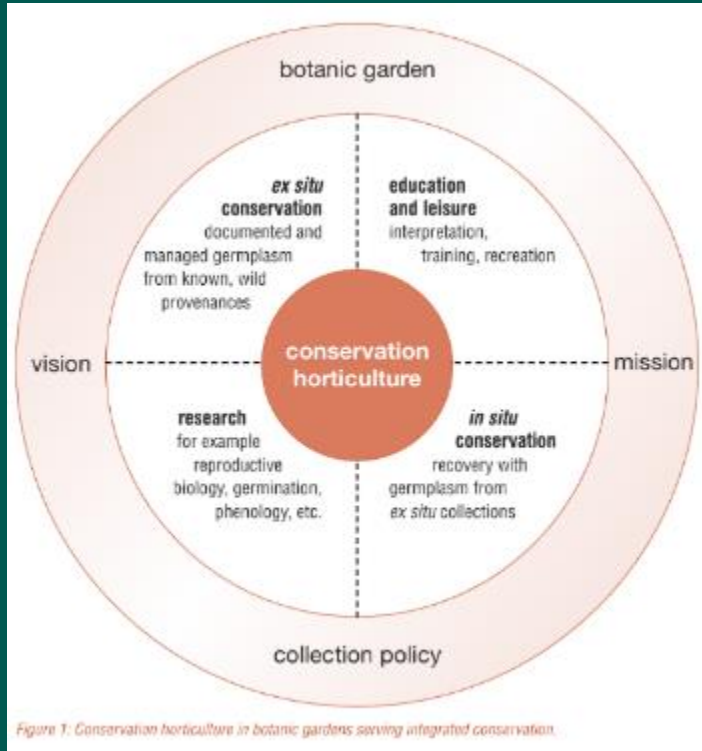 botanic garden
ex situ
conservation
documented and
managed germplasm
from known, wild
provenances
education
and leisure
interpretation,
training, recreation
vision
conservation
horticulture
mission
research
for example
reproductive
biology, germination,
phenology, etc.
in situ
conservation
recovery with
germplasm from
ex situ collections
collection policy
Figure 1: Conservation horticulture in botanic gardens serving integrated conservation.